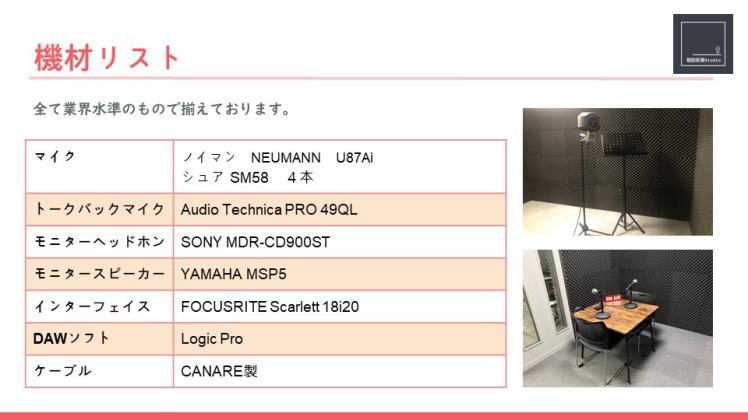 機材リスト
全て業界水準のもので揃えております。
マイク
ノイマン NEUMANN U87Ai
シュア SM58 4本
トークバックマイク Audio Technica PRO 49QL
モニターヘッドホン SONY MDR-CD900ST
モニタースピーカー YAMAHA MSP5
インターフェイス FOCUSRITE Scarlett 18i20
DAWソフト Logic Pro
ケーブル CANARE製
Studio
ON AIR